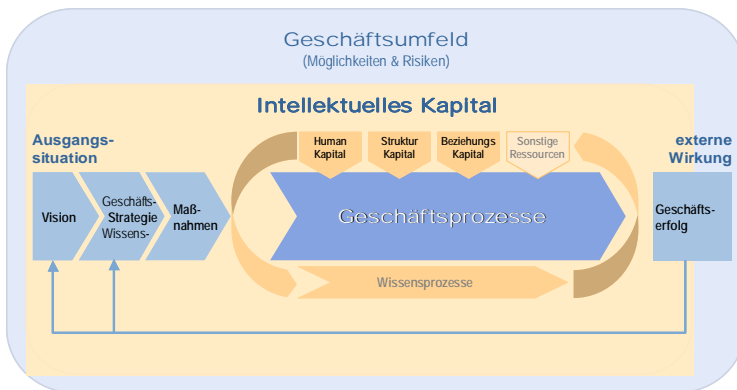 Geschäftsumfeld
(Möglichkeiten & Risiken)
Intellektuelles Kapital
Ausgangs-
situation
Human
Kapital
Struktur
Kapital
Beziehungs
Kapital
Sonstige
Ressourcen
externe
Wirkung
Vision
Geschäfts-
Strategie
Wissens-
Maß-
nahmen
Geschäftsprozesse
Geschäfts-
erfolg
Wissensprozesse